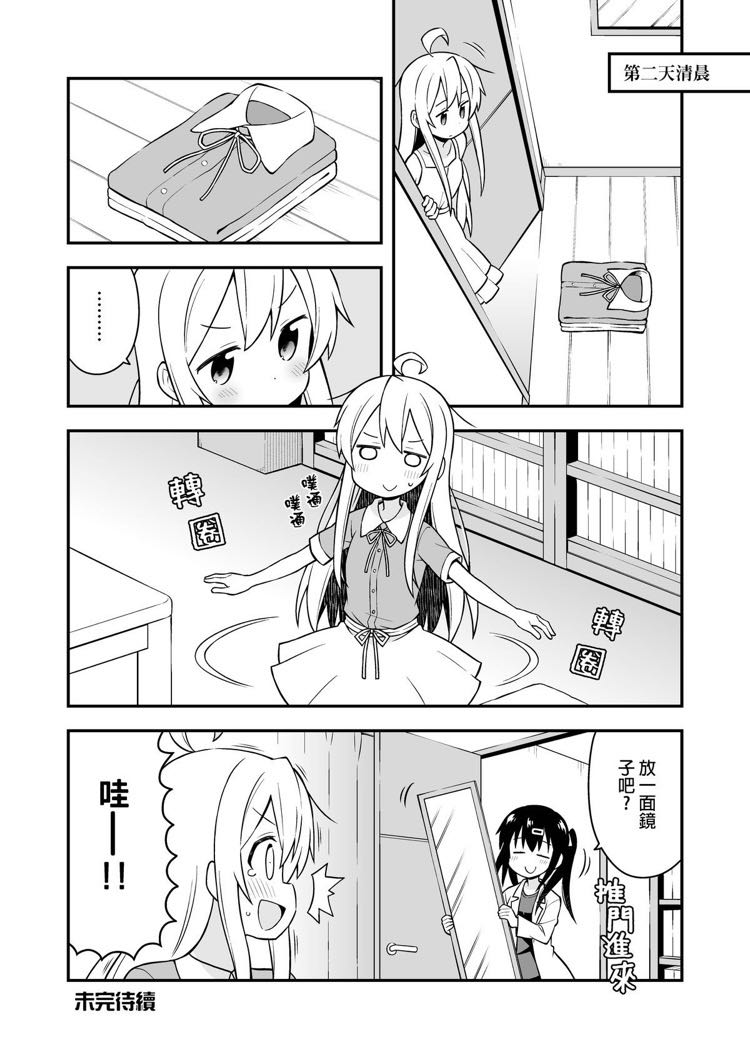 第二天清晨
………
轉
圈
噗通
噗通
轉
圈
放一面鏡
子吧？
推門進來
哇－!!
未完待續